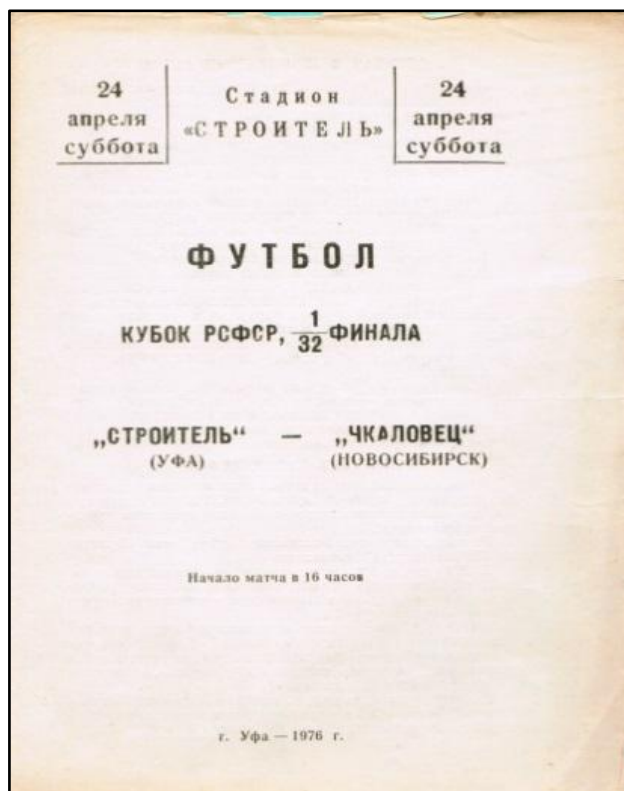 24
апреля
суббота
Стадион
«СТРОИТЕЛЬ»
24
апреля
суббота
ФУТБОЛ
КУБОК РСФСР, 1/32 ФИНАЛА
„СТРОИТЕЛЬ“ — „ЧКАЛОВЕЦ“
(УФА) (НОВОСИБИРСК)
Начало матча в 16 часов
г. Уфа — 1976 г.